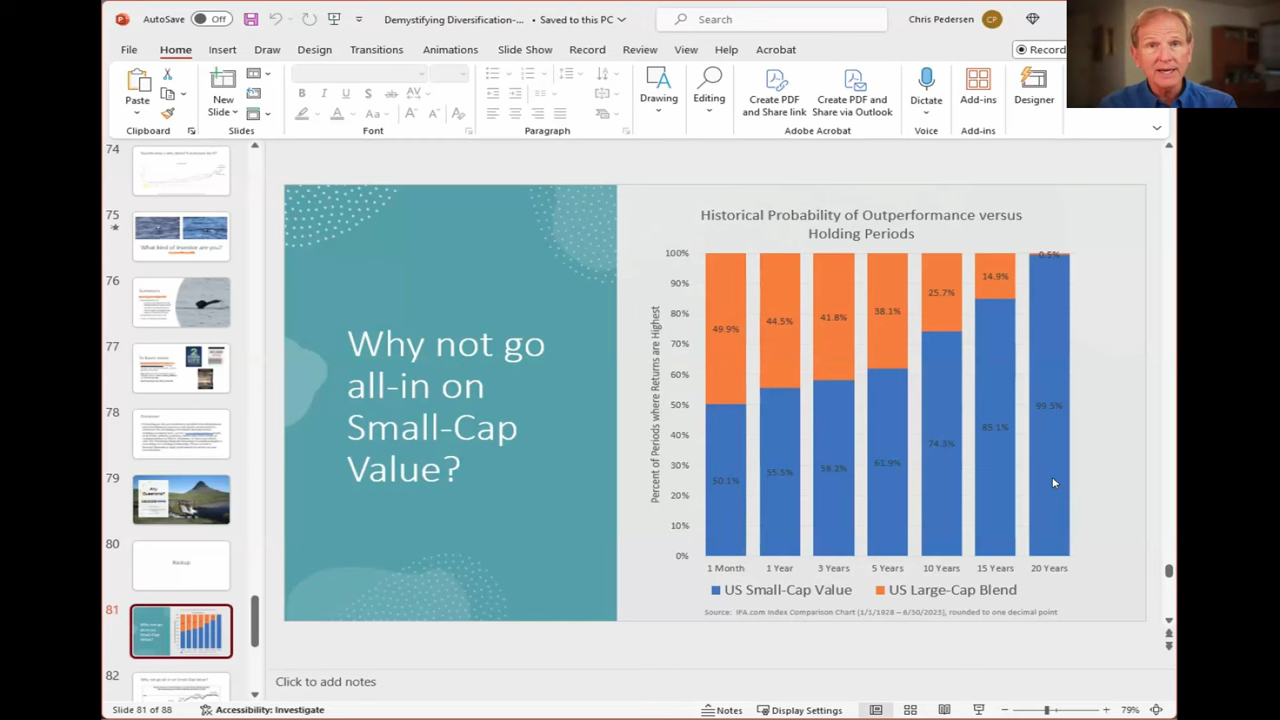 AutoSave Off Demystifying Diversification-... • Saved to this PC Search Chris Pedersen CP
File Home Insert Draw Design Transitions Animations Slide Show Record Review View Help Acrobat Record
Paste New Slide Drawing Editing Create PDF and Share link Create PDF and Share via Outlook Dictate Add-ins Designer
Clipboard Slides Font Paragraph Adobe Acrobat Voice Add-ins
74
75
What kind of investor are you?
76
77
78
79
Any Questions?
80
Backup
81
82
Why not go
all-in on
Small-Cap
Value?
Historical Probability of Outperformance versus
Holding Periods
Percent of Periods where Returns are Highest
100%
90%
80%
70%
60%
50%
40%
30%
20%
10%
0%
49.9% 44.5% 41.8% 38.1% 25.7% 14.9% 0.5%
50.1% 55.5% 58.2% 61.9% 74.3% 85.1% 99.5%
1 Month 1 Year 3 Years 5 Years 10 Years 15 Years 20 Years
US Small-Cap Value US Large-Cap Blend
Source: IFA.com Index Comparison Chart (1/1/1928 – 6/30/2023), rounded to one decimal point
Click to add notes
Slide 81 of 88 Accessibility: Investigate Notes Display Settings 79%